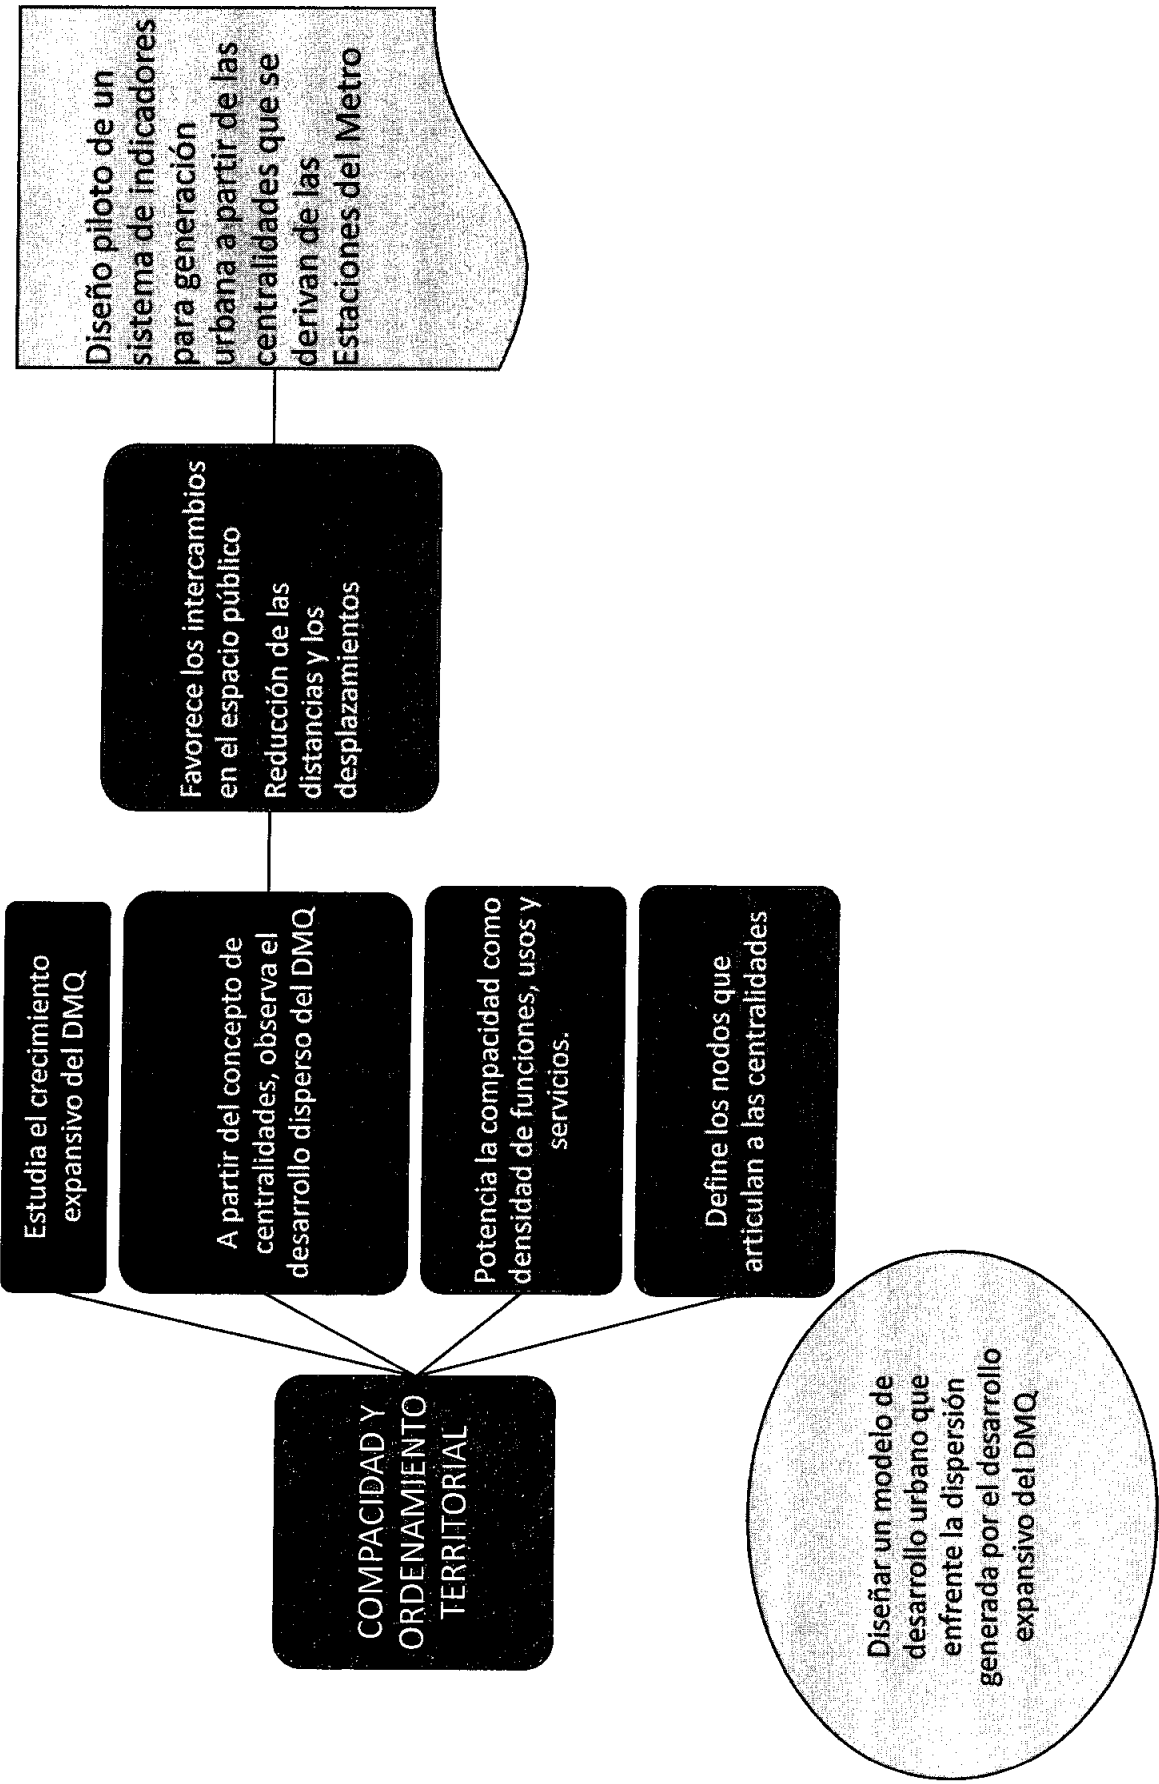 COMPACIDAD Y
ORDENAMIENTO
TERRITORIAL
Estudia el crecimiento
expansivo del DMQ
A partir del concepto de
centralidades, observa el
desarrollo disperso del DMQ
Potencia la compacidad como
densidad de funciones, usos y
servicios.
Define los nodos que
articulan a las centralidades
Favorece los intercambios
en el espacio público
Reducción de las
distancias y los
desplazamientos
Diseño piloto de un
sistema de indicadores
para generación
urbana a partir de las
centralidades que se
derivan de las
Estaciones del Metro
Diseñar un modelo de
desarrollo urbano que
enfrente la dispersión
generada por el desarrollo
expansivo del DMQ